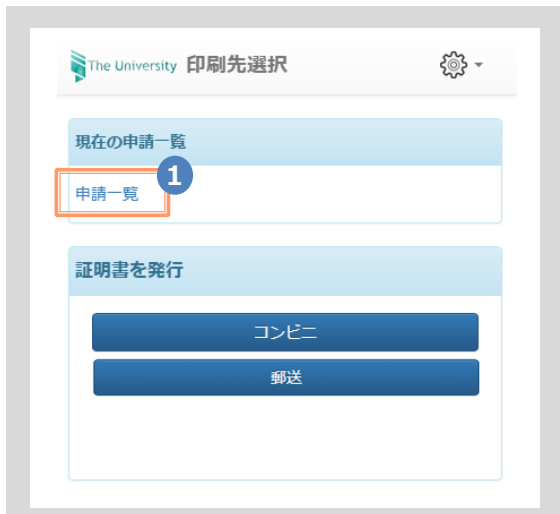 The University 印刷先選択
現在の申請一覧
1
申請一覧
証明書を発行
コンビニ
郵送